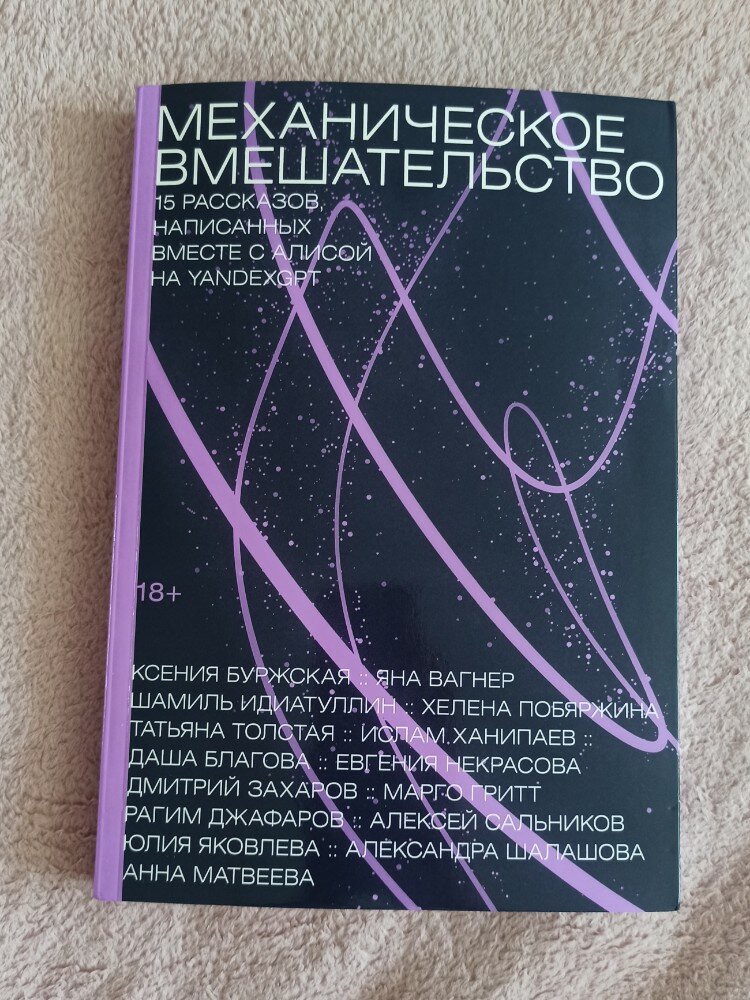 МЕХАНИЧЕСКОЕ
ВМЕШАТЕЛЬСТВО
15 РАССКАЗОВ,
НАПИСАННЫХ
ВМЕСТЕ С АЛИСОЙ
НА YANDEXGPT
18+
КСЕНИЯ БУРЖСКАЯ :: ЯНА ВАГНЕР
ШАМИЛЬ ИДИАТУЛЛИН :: ХЕЛЕНА ПОБЯРЖИНА
ТАТЬЯНА ТОЛСТАЯ :: ИСЛАМ ХАНИПАЕВ ::
ДАША БЛАГОВА :: ЕВГЕНИЯ НЕКРАСОВА
ДМИТРИЙ ЗАХАРОВ :: МАРГО ГРИТТ
РАГИМ ДЖАФАРОВ :: АЛЕКСЕЙ САЛЬНИКОВ
ЮЛИЯ ЯКОВЛЕВА :: АЛЕКСАНДРА ШАЛАШОВА
АННА МАТВЕЕВА